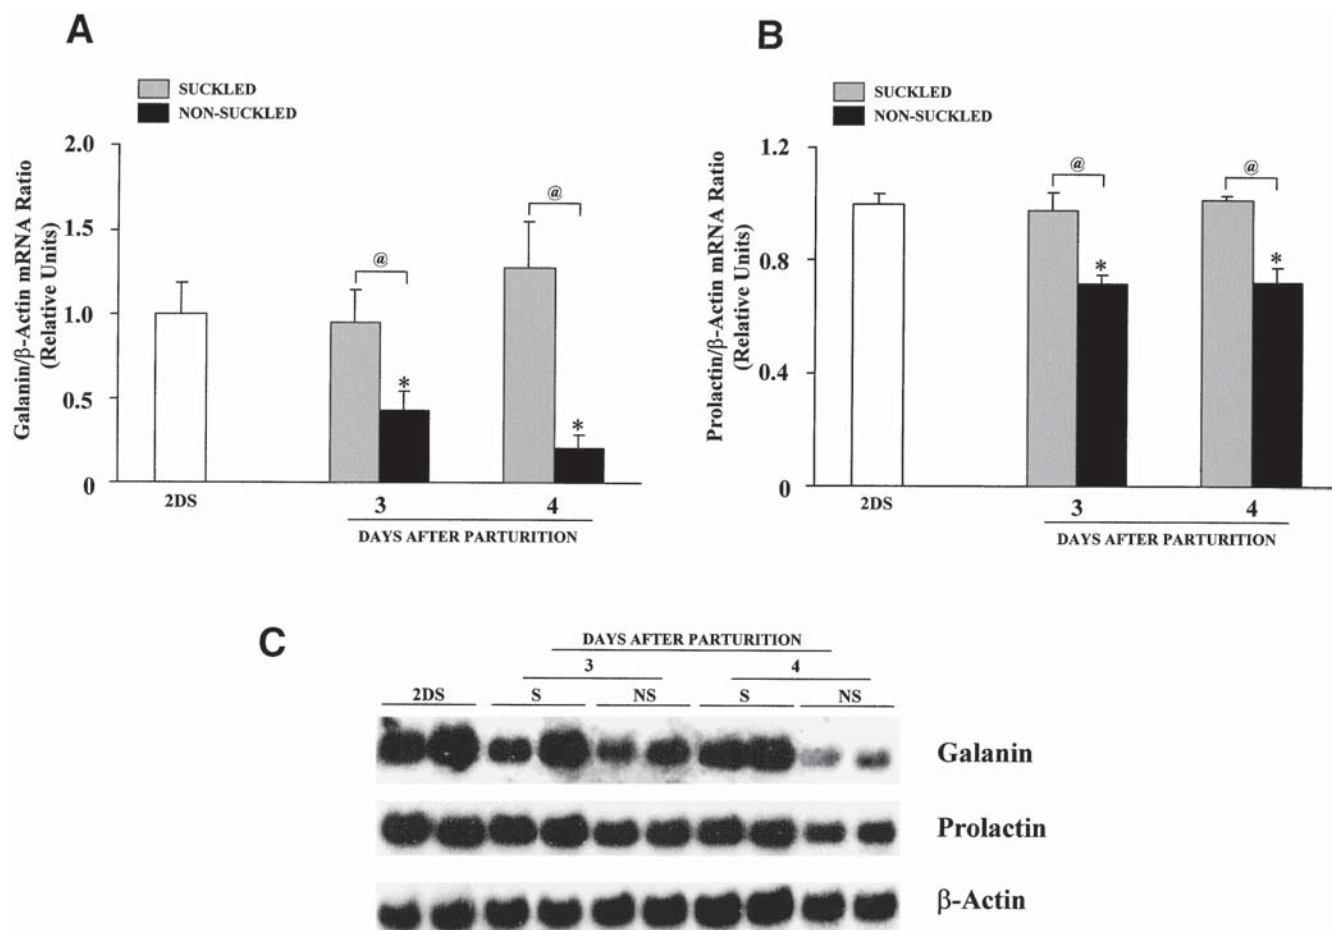 A
SUCKLED
NON-SUCKLED
Galanin/β-Actin mRNA Ratio
(Relative Units)
2.0
1.5
1.0
0.5
0
@
@
*
*
2DS
3
4
DAYS AFTER PARTURITION
B
SUCKLED
NON-SUCKLED
Prolactin/β-Actin mRNA Ratio
(Relative Units)
1.2
0.8
0.4
0
@
@
*
*
2DS
3
4
DAYS AFTER PARTURITION
C
DAYS AFTER PARTURITION
3 4
2DS S NS S NS
Galanin
Prolactin
β-Actin